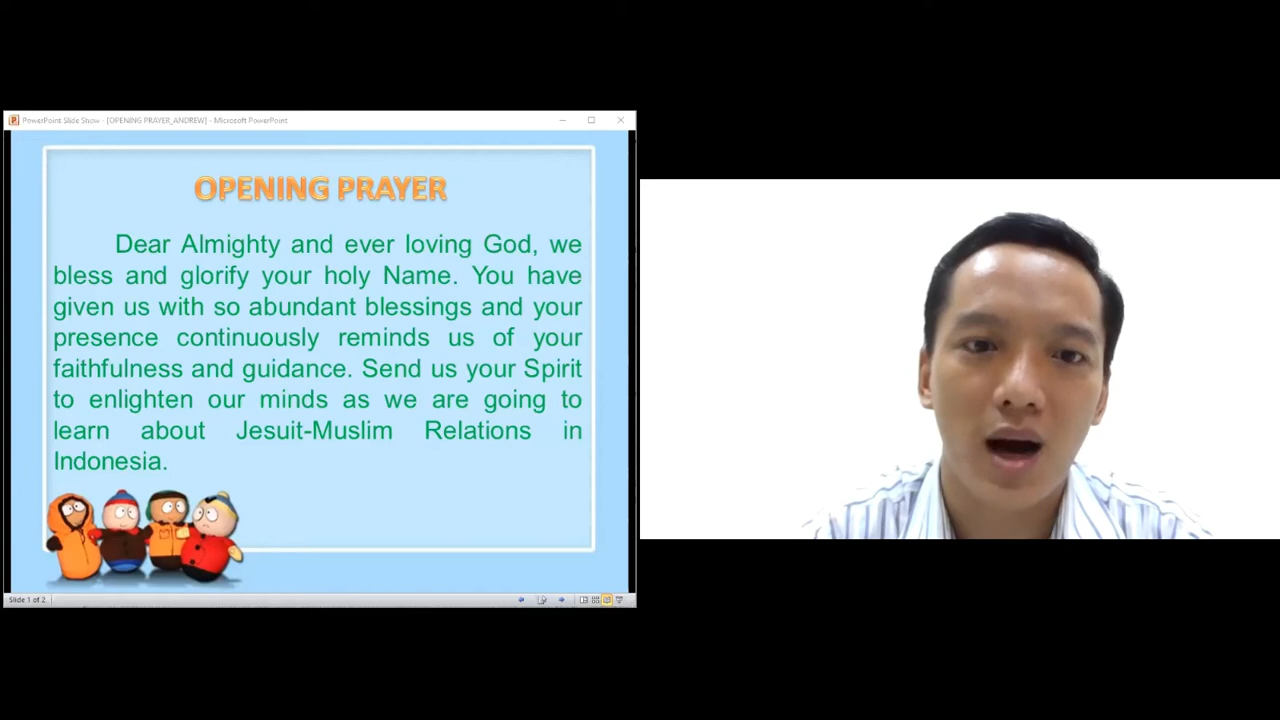 PowerPoint Slide Show - [OPENING PRAYER_ANDREW] - Microsoft PowerPoint
OPENING PRAYER
Dear Almighty and ever loving God, we
bless and glorify your holy Name. You have
given us with so abundant blessings and your
presence continuously reminds us of your
faithfulness and guidance. Send us your Spirit
to enlighten our minds as we are going to
learn about Jesuit-Muslim Relations in
Indonesia.
Slide 1 of 2